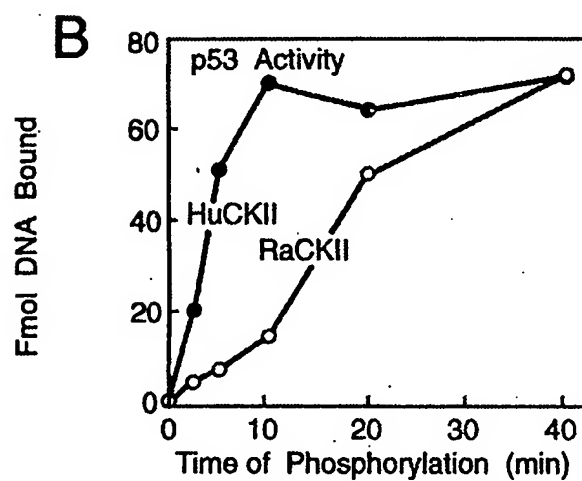 B
80
p53 Activity
60
Fmol DNA Bound
40
HuCKII
RaCKII
20
0
0 10 20 30 40
Time of Phosphorylation (min)